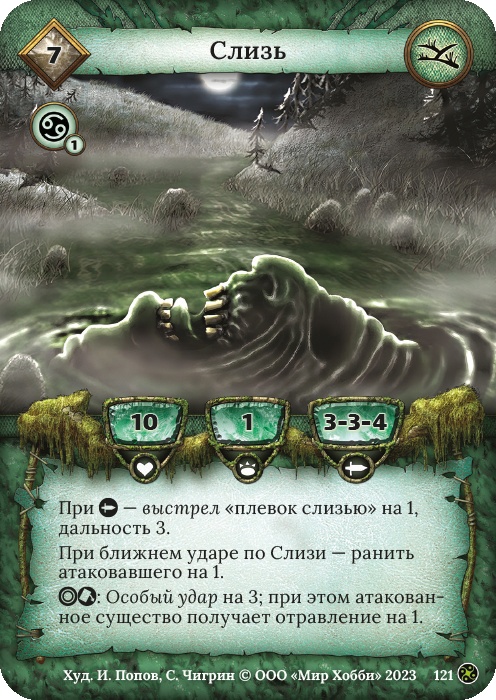 7
Слизь
1
10
1
3-3-4
При — выстрел «плевок слизью» на 1,
дальность 3.
При ближнем ударе по Слизи — ранить
атаковавшего на 1.
: Особый удар на 3; при этом атакован-
ное существо получает отравление на 1.
Худ. И. Попов, С. Чигрин © ООО «Мир Хобби» 2023 121